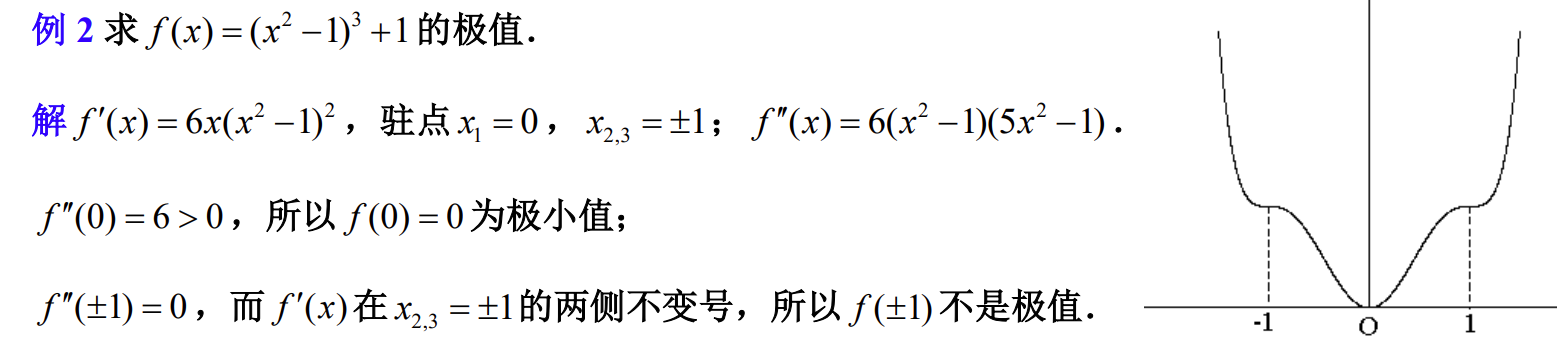 例 2 求 f(x) = (x² −1)³ +1 的极值．
解 f′(x) = 6x(x² −1)²，驻点 x₁ = 0，x₂,₃ = ±1；f″(x) = 6(x² −1)(5x² −1)．
f″(0) = 6 > 0，所以 f(0) = 0 为极小值；
f″(±1) = 0，而 f′(x) 在 x₂,₃ = ±1 的两侧不变号，所以 f(±1) 不是极值．
-1 O 1